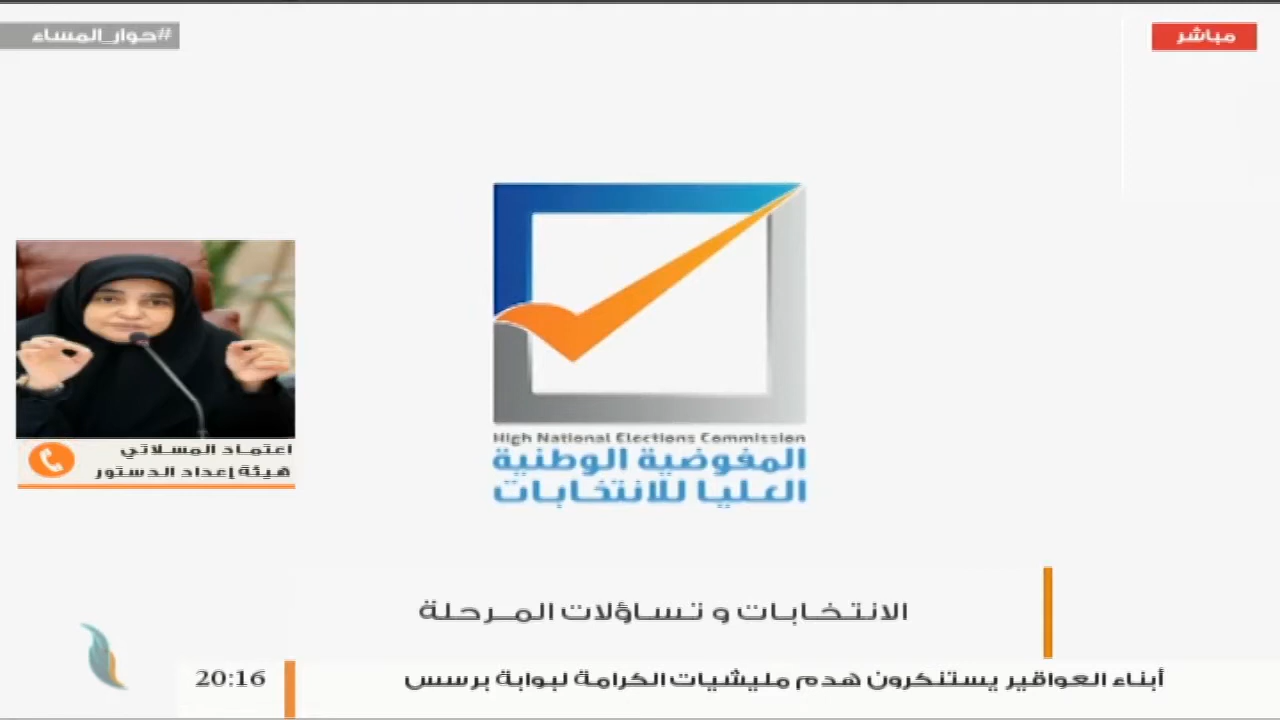 #حوار_المساء
مباشر
High National Elections Commission
المفوضية الوطنية
العليا للانتخابات
اعتماد المسلاتي
هيئة إعداد الدستور
الانتخابات و تساؤلات المرحلة
20:16
أبناء العواقير يستنكرون هدم مليشيات الكرامة لبوابة برسس